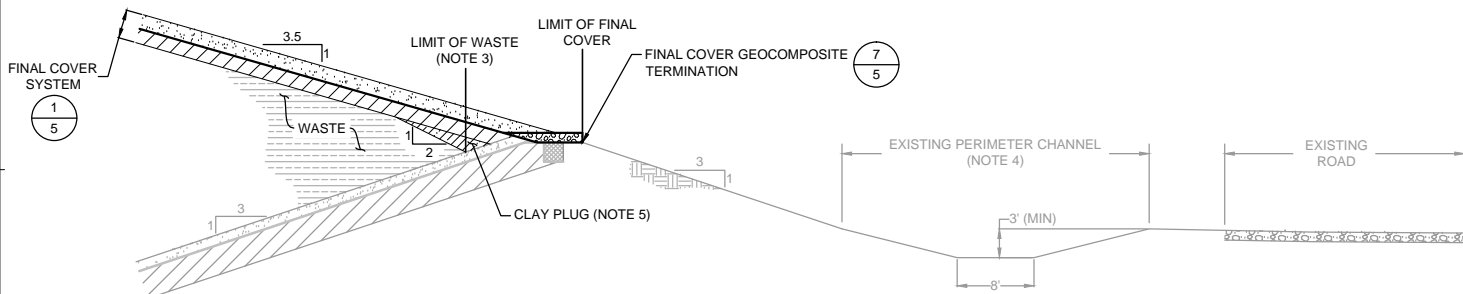 3.5
1
LIMIT OF FINAL
COVER
LIMIT OF WASTE
(NOTE 3)
FINAL COVER GEOCOMPOSITE
TERMINATION
7
5
FINAL COVER
SYSTEM
1
5
WASTE
1
2
EXISTING PERIMETER CHANNEL
(NOTE 4)
EXISTING
ROAD
3
1
3
1
CLAY PLUG (NOTE 5)
3' (MIN)
8'